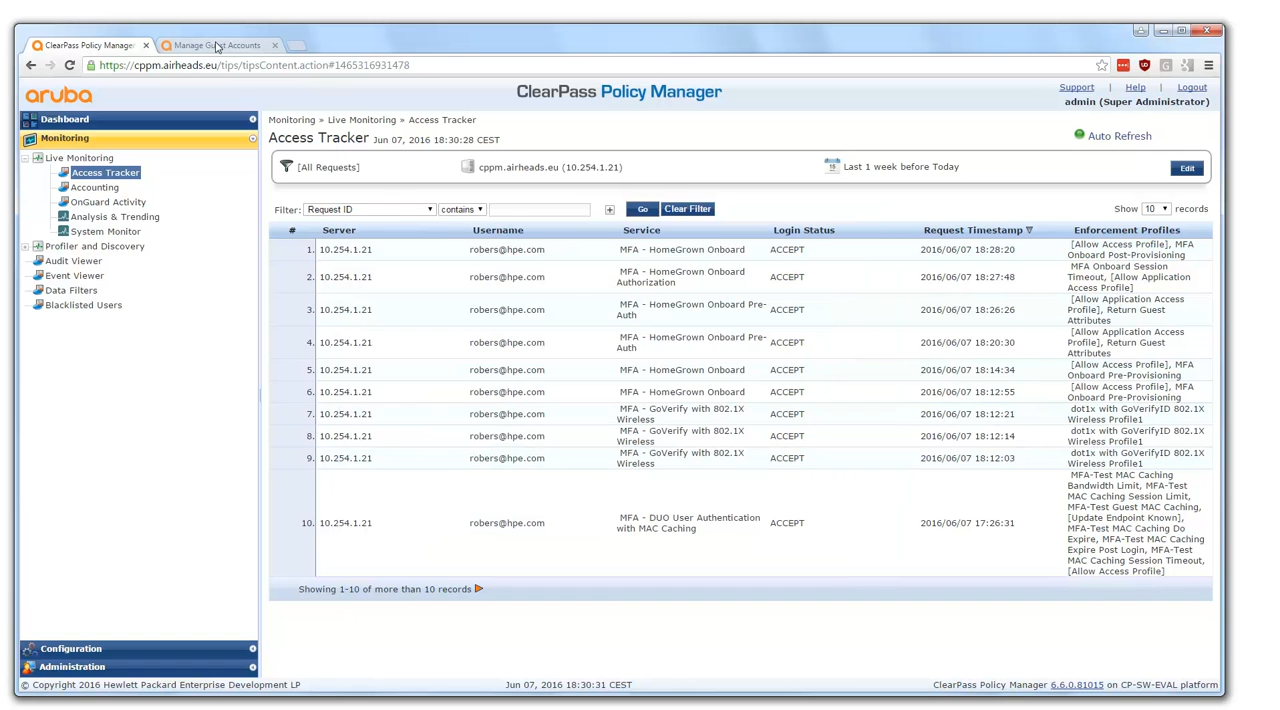 ClearPass Policy Manager
Manage Guest Accounts
https://cppm.airheads.eu/tips/tipsContent.action#1465316931478
aruba
ClearPass Policy Manager
Support | Help | Logout
admin (Super Administrator)
Dashboard
Monitoring
Live Monitoring
Access Tracker
Accounting
OnGuard Activity
Analysis & Trending
System Monitor
Profiler and Discovery
Audit Viewer
Event Viewer
Data Filters
Blacklisted Users
Configuration
Administration
Monitoring » Live Monitoring » Access Tracker
Access Tracker Jun 07, 2016 18:30:28 CEST
Auto Refresh
[All Requests] cppm.airheads.eu (10.254.1.21) Last 1 week before Today Edit
Filter: Request ID contains + Go Clear Filter Show 10 records
# Server Username Service Login Status Request Timestamp Enforcement Profiles
1. 10.254.1.21 robers@hpe.com MFA - HomeGrown Onboard ACCEPT 2016/06/07 18:28:20 [Allow Access Profile], MFA
Onboard Post-Provisioning
2. 10.254.1.21 robers@hpe.com MFA - HomeGrown Onboard ACCEPT 2016/06/07 18:27:48 MFA Onboard Session
Authorization Timeout, [Allow Application
Access Profile]
3. 10.254.1.21 robers@hpe.com MFA - HomeGrown Onboard Pre- ACCEPT 2016/06/07 18:26:26 [Allow Application Access
Auth Profile], Return Guest
Attributes
4. 10.254.1.21 robers@hpe.com MFA - HomeGrown Onboard Pre- ACCEPT 2016/06/07 18:20:30 [Allow Application Access
Auth Profile], Return Guest
Attributes
5. 10.254.1.21 robers@hpe.com MFA - HomeGrown Onboard ACCEPT 2016/06/07 18:14:34 [Allow Access Profile], MFA
Onboard Pre-Provisioning
6. 10.254.1.21 robers@hpe.com MFA - HomeGrown Onboard ACCEPT 2016/06/07 18:12:55 [Allow Access Profile], MFA
Onboard Pre-Provisioning
7. 10.254.1.21 robers@hpe.com MFA - GoVerify with 802.1X ACCEPT 2016/06/07 18:12:21 dot1x with GoVerifyID 802.1X
Wireless Wireless Profile1
8. 10.254.1.21 robers@hpe.com MFA - GoVerify with 802.1X ACCEPT 2016/06/07 18:12:14 dot1x with GoVerifyID 802.1X
Wireless Wireless Profile1
9. 10.254.1.21 robers@hpe.com MFA - GoVerify with 802.1X ACCEPT 2016/06/07 18:12:03 dot1x with GoVerifyID 802.1X
Wireless Wireless Profile1
10. 10.254.1.21 robers@hpe.com MFA - DUO User Authentication ACCEPT 2016/06/07 17:26:31 MFA-Test MAC Caching
with MAC Caching Bandwidth Limit, MFA-Test
MAC Caching Session Limit,
MFA-Test Guest MAC Caching,
[Update Endpoint Known],
MFA-Test MAC Caching Do
Expire, MFA-Test MAC Caching
Expire Post Login, MFA-Test
MAC Caching Session Timeout,
[Allow Access Profile]
Showing 1-10 of more than 10 records
© Copyright 2016 Hewlett Packard Enterprise Development LP Jun 07, 2016 18:30:31 CEST ClearPass Policy Manager 6.6.0.81015 on CP-SW-EVAL platform